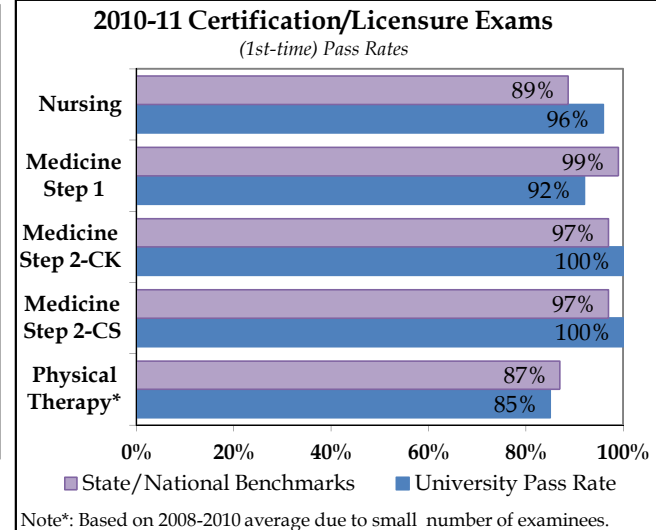 2010-11 Certification/Licensure Exams
(1st-time) Pass Rates
Nursing
89%
96%
Medicine
Step 1
99%
92%
Medicine
Step 2-CK
97%
100%
Medicine
Step 2-CS
97%
100%
Physical
Therapy*
87%
85%
0% 20% 40% 60% 80% 100%
State/National Benchmarks University Pass Rate
Note*: Based on 2008-2010 average due to small number of examinees.